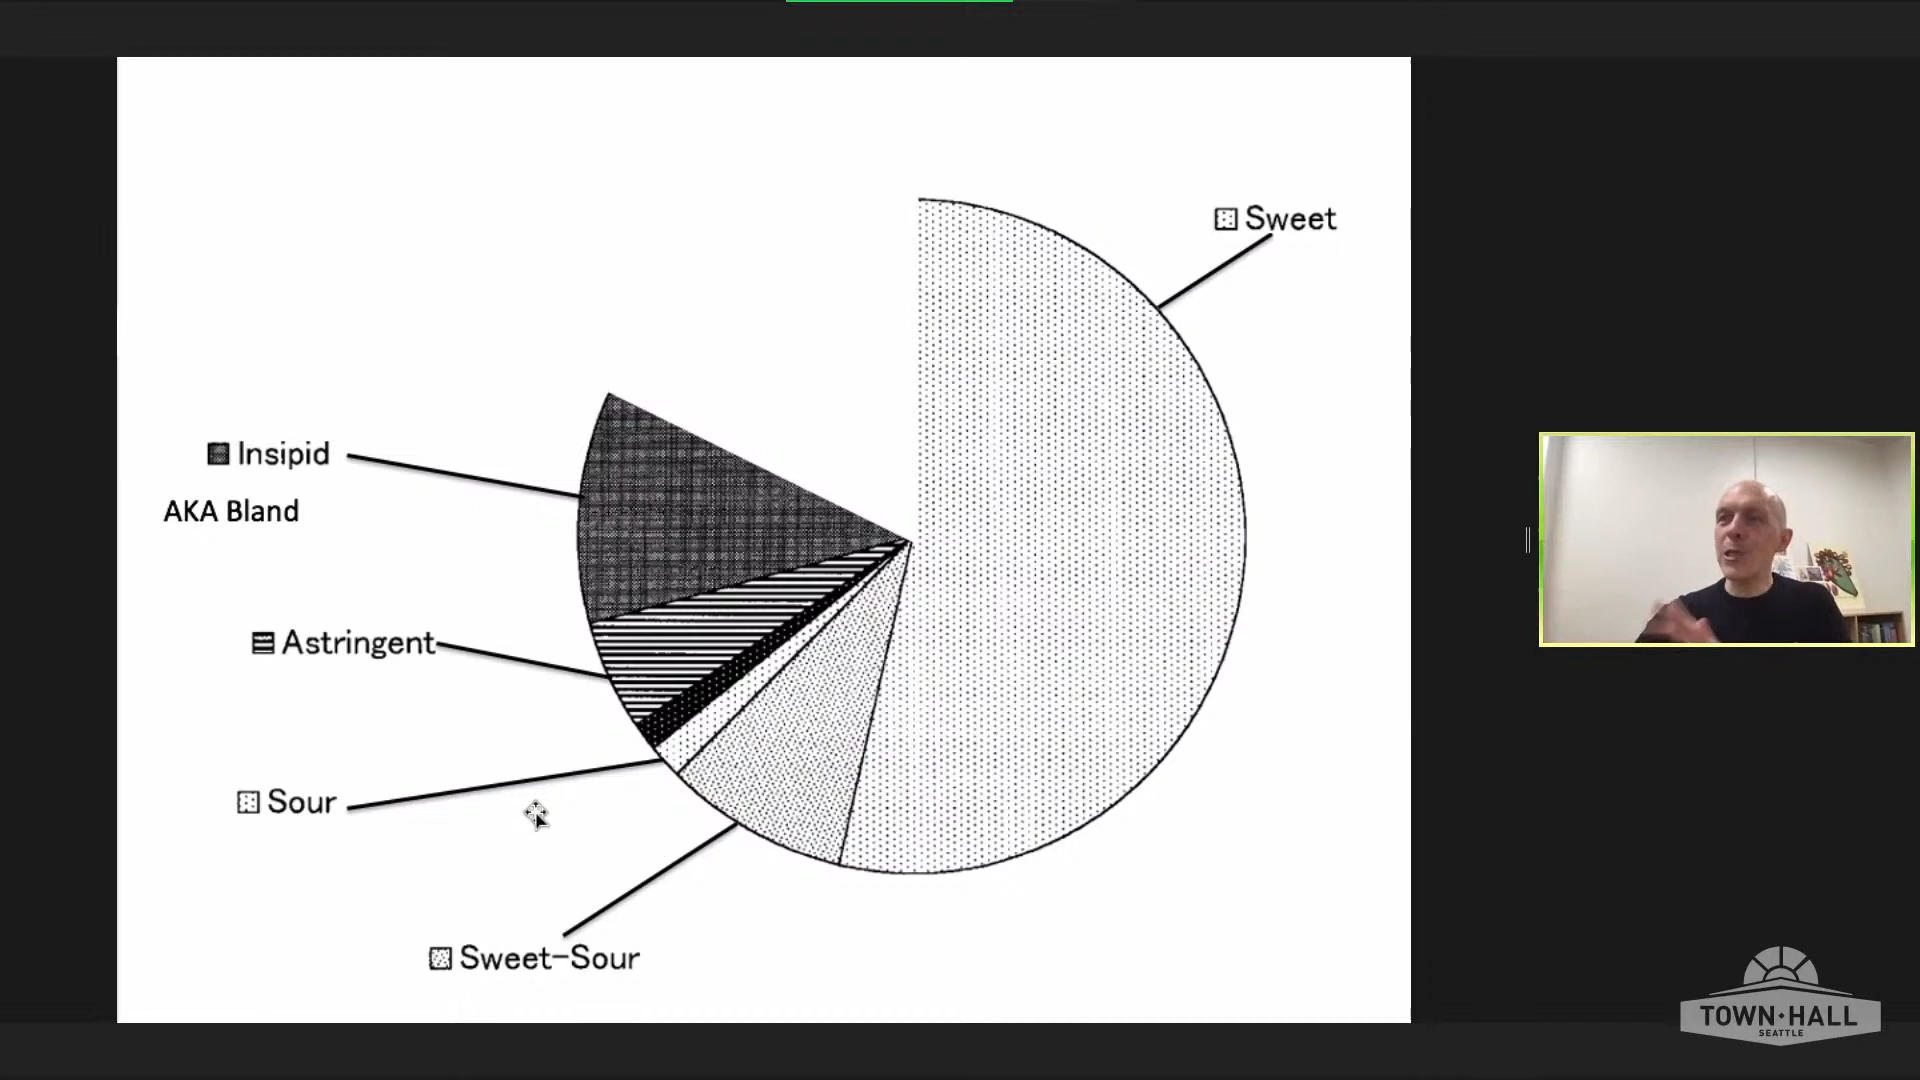 Sweet
Insipid
AKA Bland
Astringent
Sour
Sweet-Sour
TOWN·HALL
SEATTLE